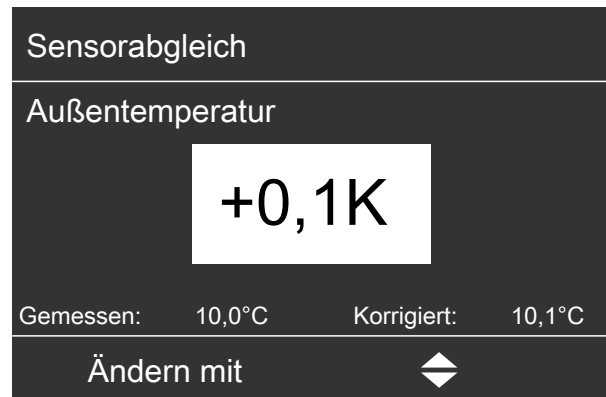 Sensorabgleich
Außentemperatur
+0,1K
Gemessen: 10,0°C Korrigiert: 10,1°C
Ändern mit